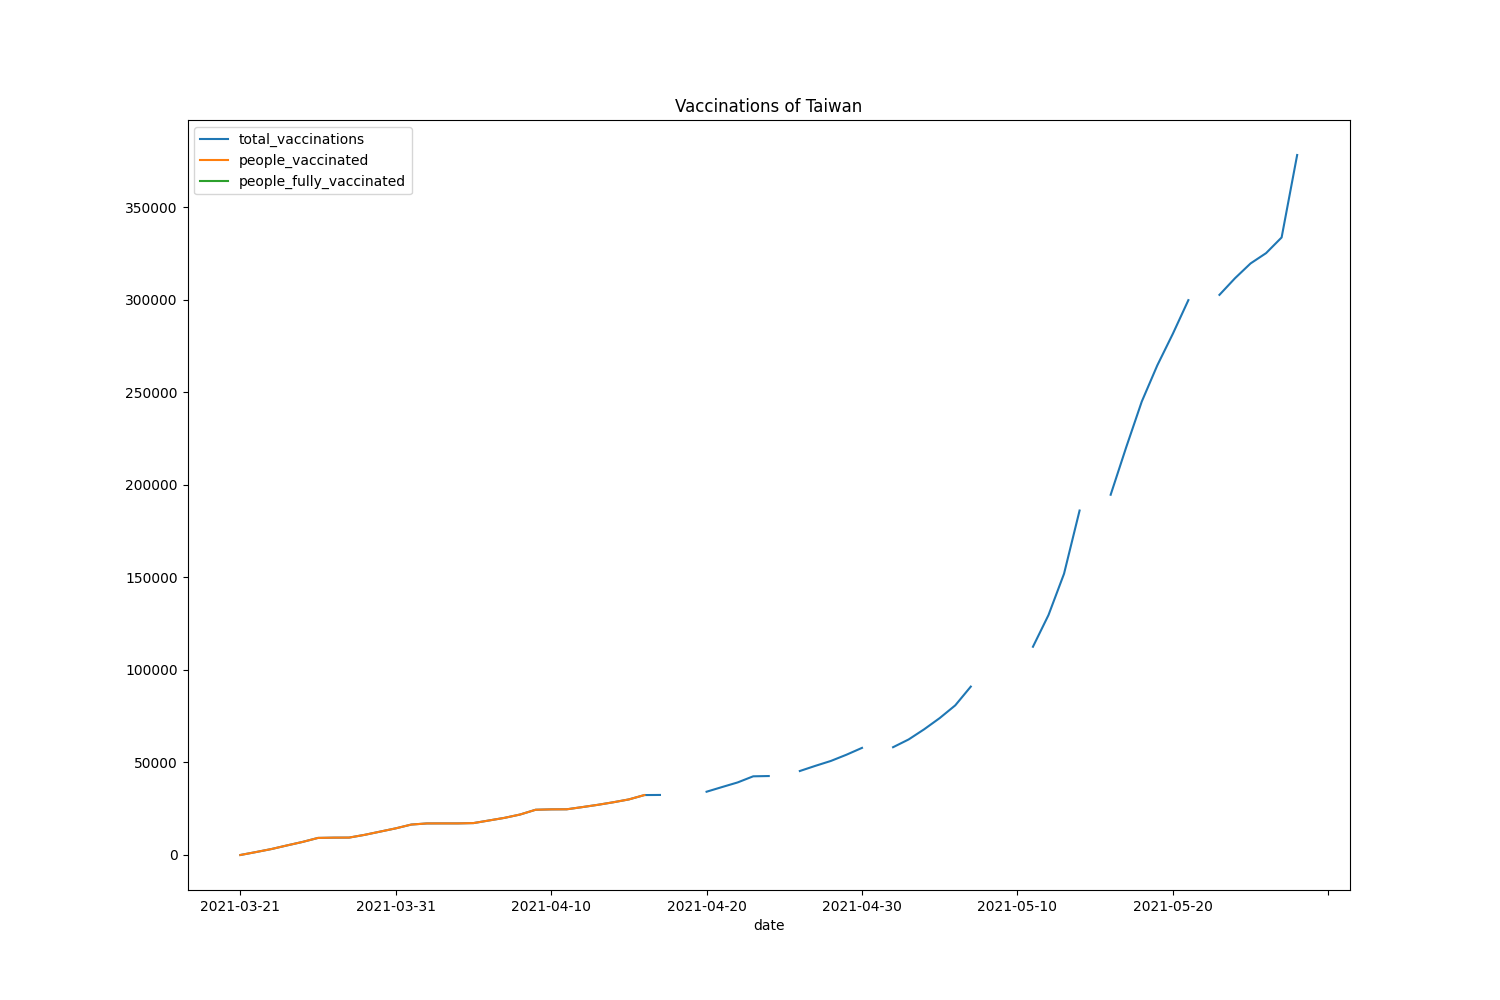 Vaccinations of Taiwan
total_vaccinations
people_vaccinated
people_fully_vaccinated
350000
300000
250000
200000
150000
100000
50000
0
2021-03-21 2021-03-31 2021-04-10 2021-04-20 2021-04-30 2021-05-10 2021-05-20
date